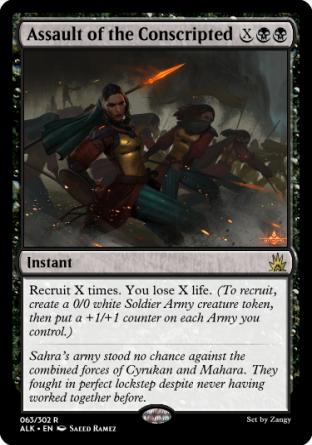 Assault of the Conscripted XBB
Instant
Recruit X times. You lose X life. (To recruit,
create a 0/0 white Soldier Army creature token,
then put a +1/+1 counter on each Army you
control.)
Sahra's army stood no chance against the
combined forces of Cyrukan and Mahara. They
fought in perfect lockstep despite never having
worked together before.
063/302 R
Set by Zangy
ALK • EN Saeed Ramez